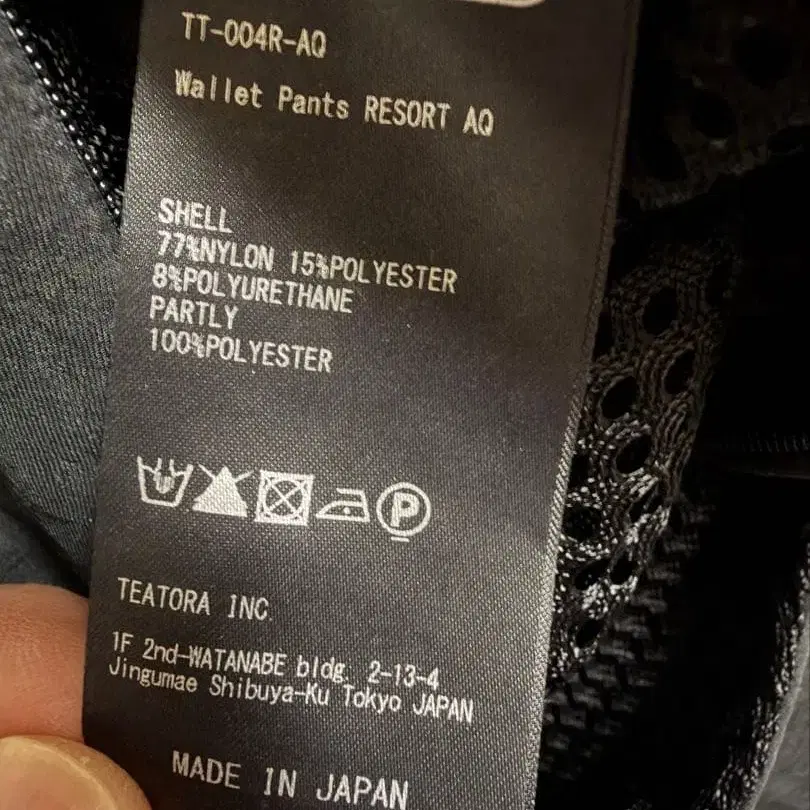 TT-004R-AQ
Wallet Pants RESORT AQ
SHELL
77%NYLON 15%POLYESTER
8%POLYURETHANE
PARTLY
100%POLYESTER
P
TEATORA INC.
1F 2nd-WATANABE bldg. 2-13-4
Jingumae Shibuya-Ku Tokyo JAPAN
MADE IN JAPAN